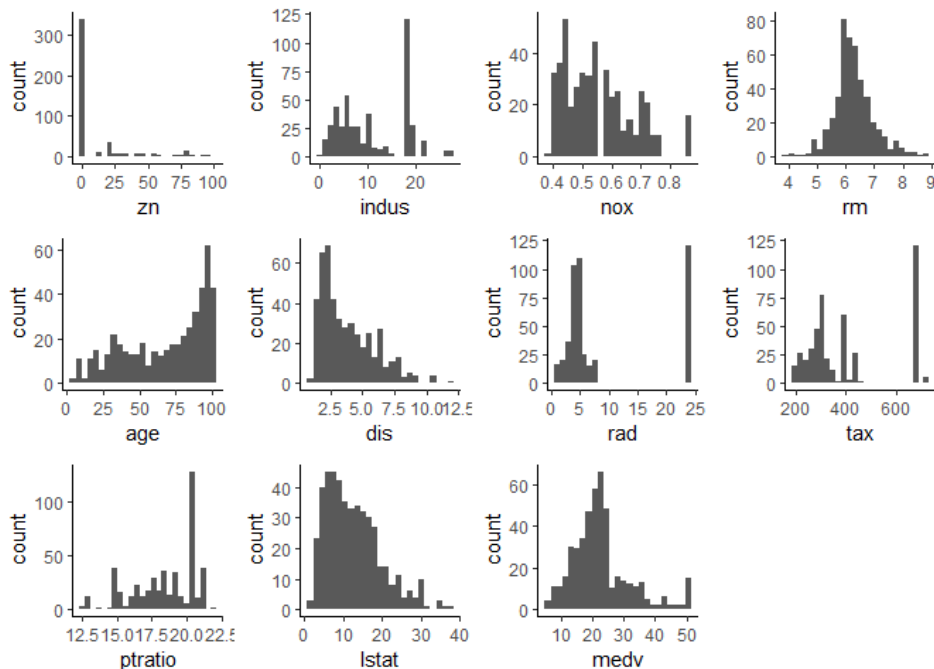 count
300
200
100
0
0 25 50 75 100
zn
count
125
100
75
50
25
0
0 10 20
indus
count
40
20
0
0.4 0.5 0.6 0.7 0.8
nox
count
80
60
40
20
0
4 5 6 7 8 9
rm
count
60
40
20
0
0 25 50 75 100
age
count
60
40
20
0
2.5 5.0 7.5 10.0 12.5
dis
count
125
100
75
50
25
0
0 5 10 15 20 25
rad
count
125
100
75
50
25
0
200 400 600
tax
count
100
50
0
12.5 15.0 17.5 20.0 22.5
ptratio
count
40
30
20
10
0
0 10 20 30 40
lstat
count
60
40
20
0
10 20 30 40 50
medv